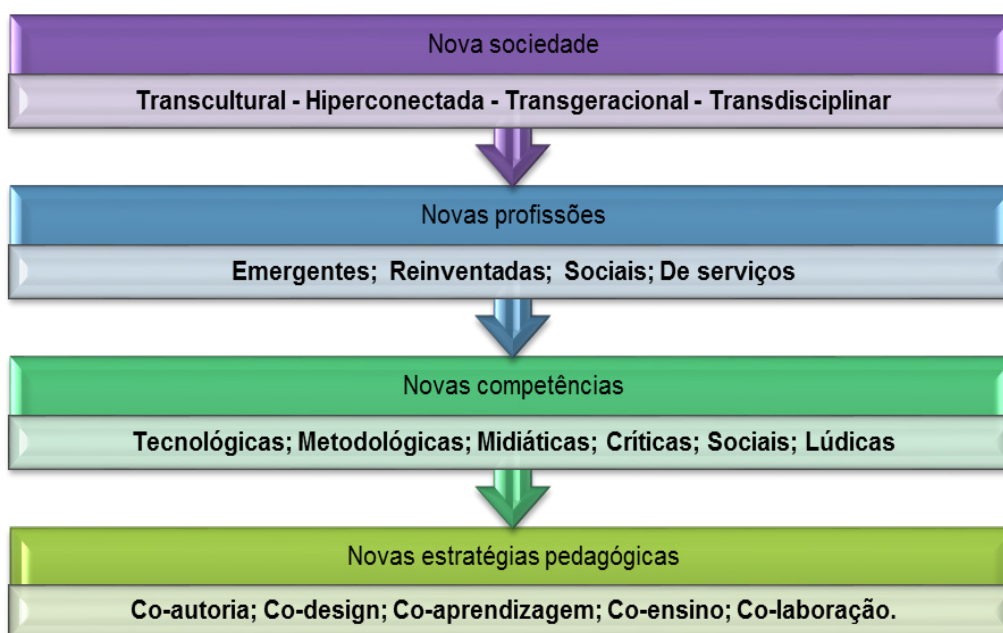 Nova sociedade
Transcultural - Hiperconectada - Transgeracional - Transdisciplinar
Novas profissões
Emergentes; Reinventadas; Sociais; De serviços
Novas competências
Tecnológicas; Metodológicas; Midiáticas; Críticas; Sociais; Lúdicas
Novas estratégias pedagógicas
Co-autoria; Co-design; Co-aprendizagem; Co-ensino; Co-laboração.